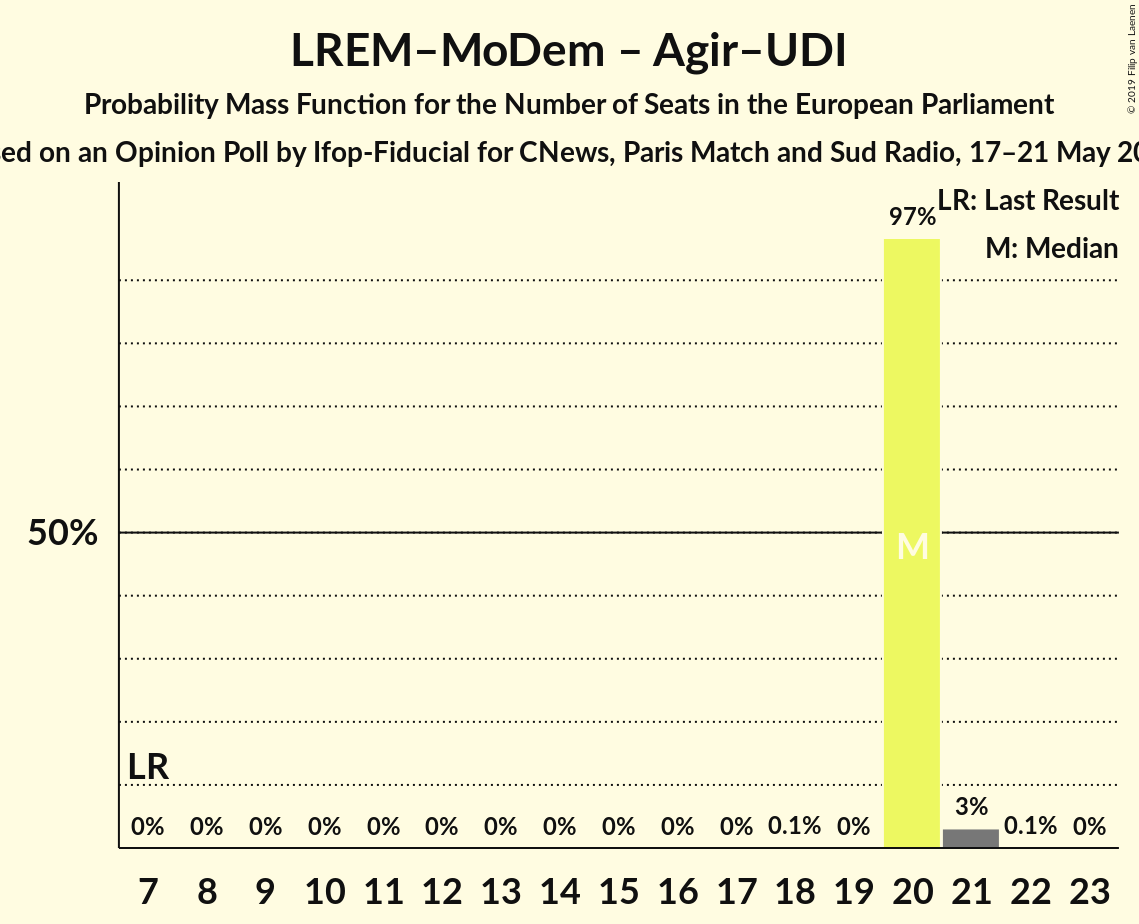 LREM–MoDem – Agir–UDI
Probability Mass Function for the Number of Seats in the European Parliament
on an Opinion Poll by Ifop-Fiducial for CNews, Paris Match and Sud Radio, 17–21 May
© 2019 Filip van Laenen
LR: Last Result
M: Median
97%
50%
M
LR
0% 0% 0% 0% 0% 0% 0% 0% 0% 0% 0% 0.1% 0% 3% 0.1% 0%
7 8 9 10 11 12 13 14 15 16 17 18 19 20 21 22 23